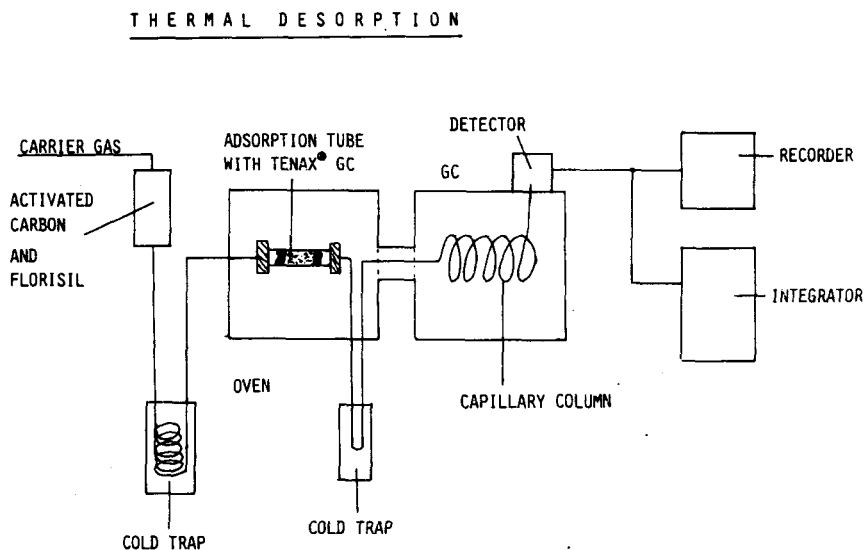 THERMAL DESORPTION
CARRIER GAS
ACTIVATED
CARBON
AND
FLORISIL
COLD TRAP
ADSORPTION TUBE
WITH TENAX® GC
OVEN
COLD TRAP
GC
DETECTOR
CAPILLARY COLUMN
RECORDER
INTEGRATOR